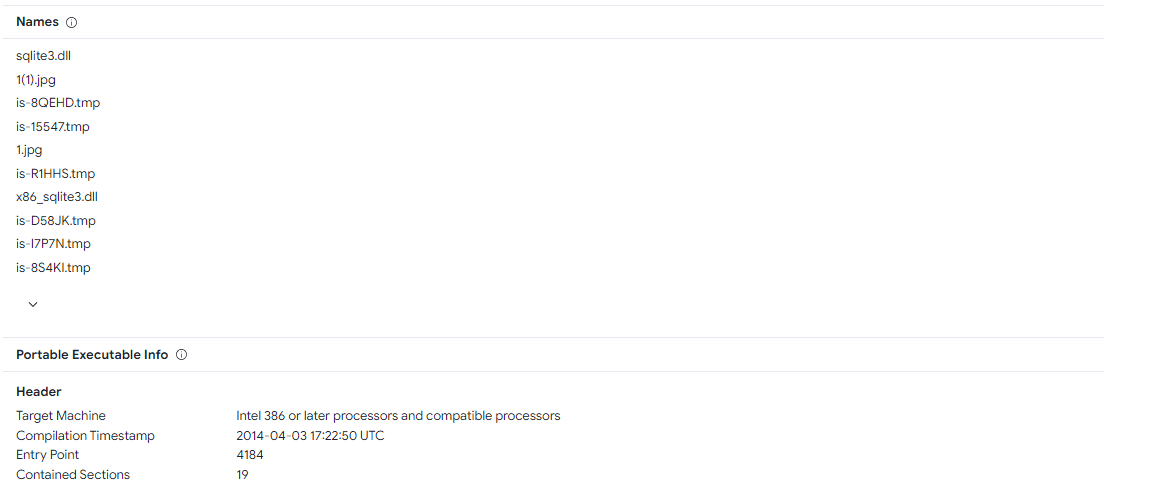 Names
sqlite3.dll
1(1).jpg
is-8QEHD.tmp
is-15547.tmp
1.jpg
is-R1HHS.tmp
x86_sqlite3.dll
is-D58JK.tmp
is-I7P7N.tmp
is-8S4KI.tmp
Portable Executable Info
Header
Target Machine Intel 386 or later processors and compatible processors
Compilation Timestamp 2014-04-03 17:22:50 UTC
Entry Point 4184
Contained Sections 19